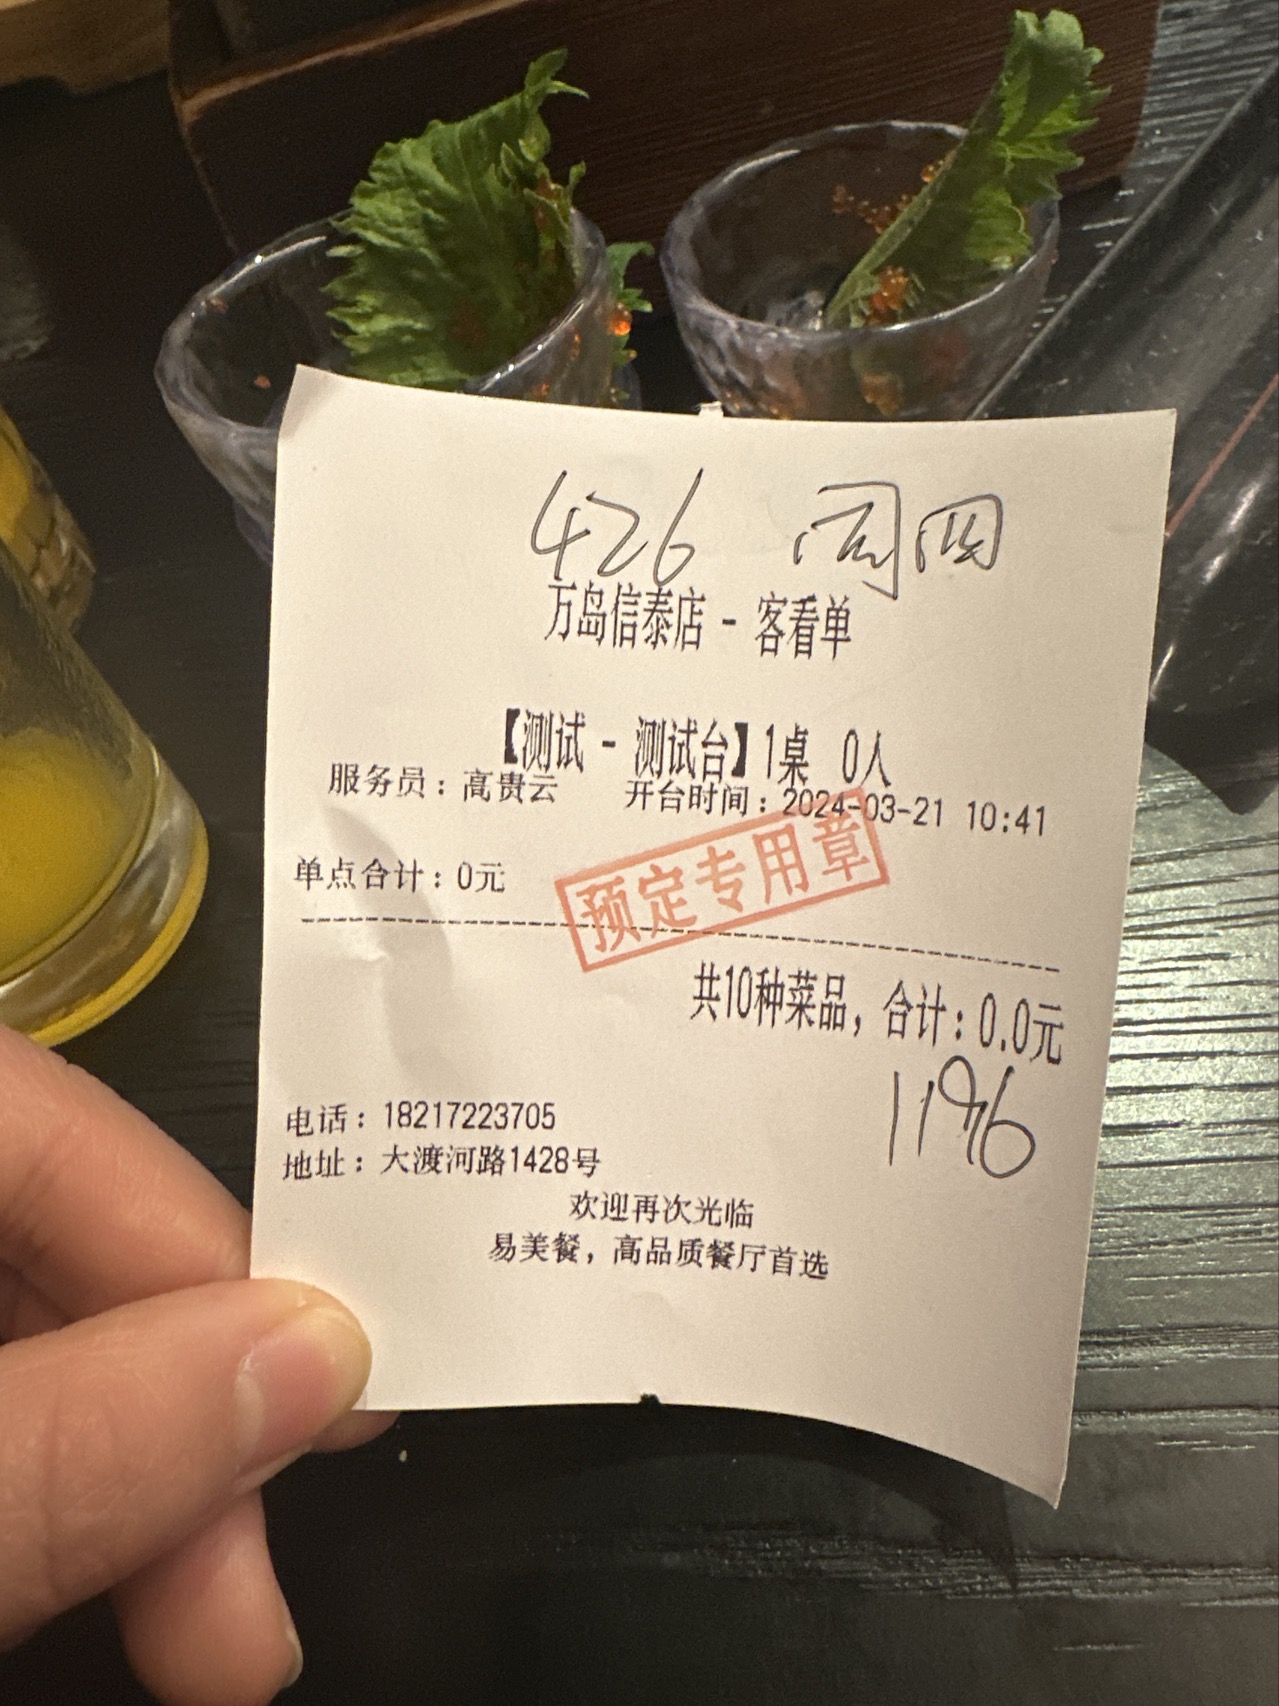 426 周四
万岛信泰店 - 客看单
【测试 - 测试台】1桌 0人
服务员：高贵云 开台时间：2024-03-21 10:41
单点合计：0元
预定专用章
共10种菜品，合计：0.0元
1196
电话：18217223705
地址：大渡河路1428号
欢迎再次光临
易美餐，高品质餐厅首选